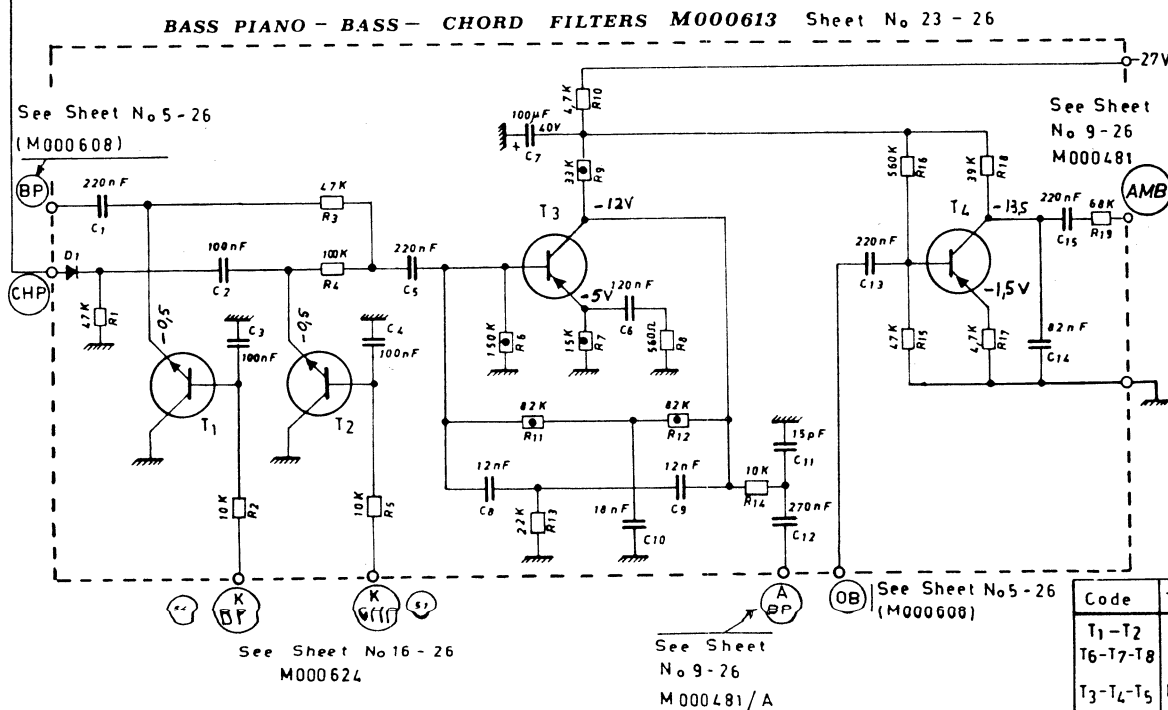 BASS PIANO - BASS - CHORD FILTERS M000613 Sheet No 23 - 26
-27V
See Sheet No 5-26
(M000608)
BP
220nF
C1
47K
R3
CHP
D1
47K
R1
100nF
C2
100K
R4
220nF
C5
-0,5
-0,5
C3
100nF
C4
100nF
T1
T2
10K
R2
10K
R5
4,7K
R10
100µF
40V
+
C7
33K
R9
-12V
T3
-5V
120nF
C6
150K
R6
15K
R7
560Ω
R8
82K
R11
82K
R12
12nF
C8
12nF
C9
22K
R13
18nF
C10
10K
R14
15pF
C11
270nF
C12
560K
R16
39K
R18
-13,5
T4
220nF
C13
-1,5V
47K
R15
4,7K
R17
82nF
C14
220nF
C15
68K
R19
See Sheet
No 9-26
M000481
AMB
K
BP
K
See Sheet No 16-26
M000624
A
BP
See Sheet
No 9-26
M000481/A
OB
See Sheet No 5-26
(M000608)
Code
T1-T2
T6-T7-T8
T3-T4-T5